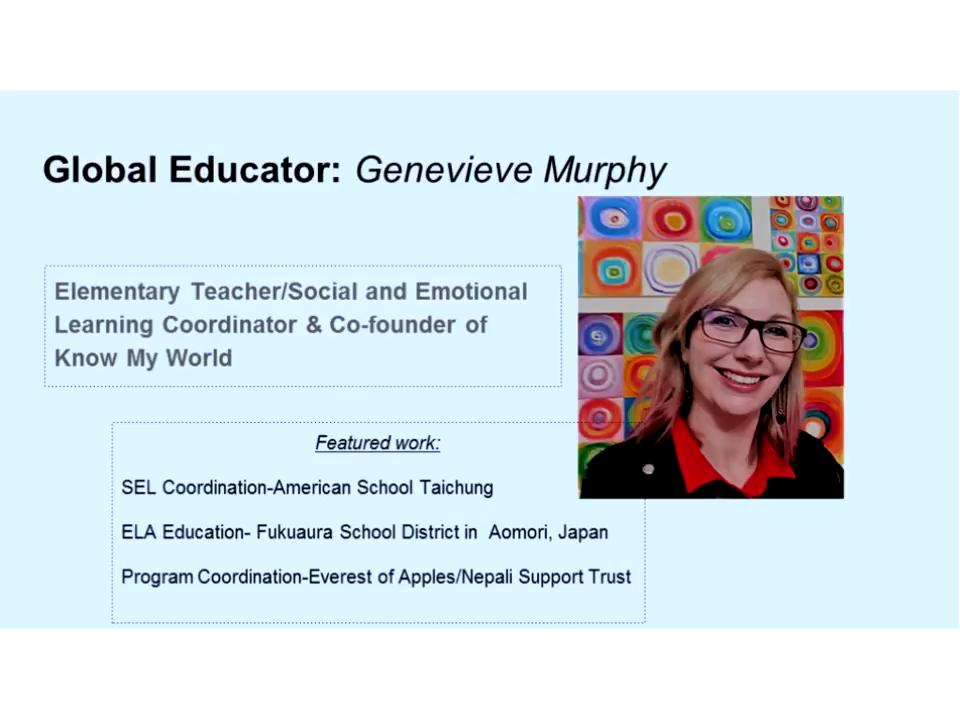 Global Educator: Genevieve Murphy
Elementary Teacher/Social and Emotional
Learning Coordinator & Co-founder of
Know My World
Featured work:
SEL Coordination-American School Taichung
ELA Education- Fukuaura School District in Aomori, Japan
Program Coordination-Everest of Apples/Nepali Support Trust